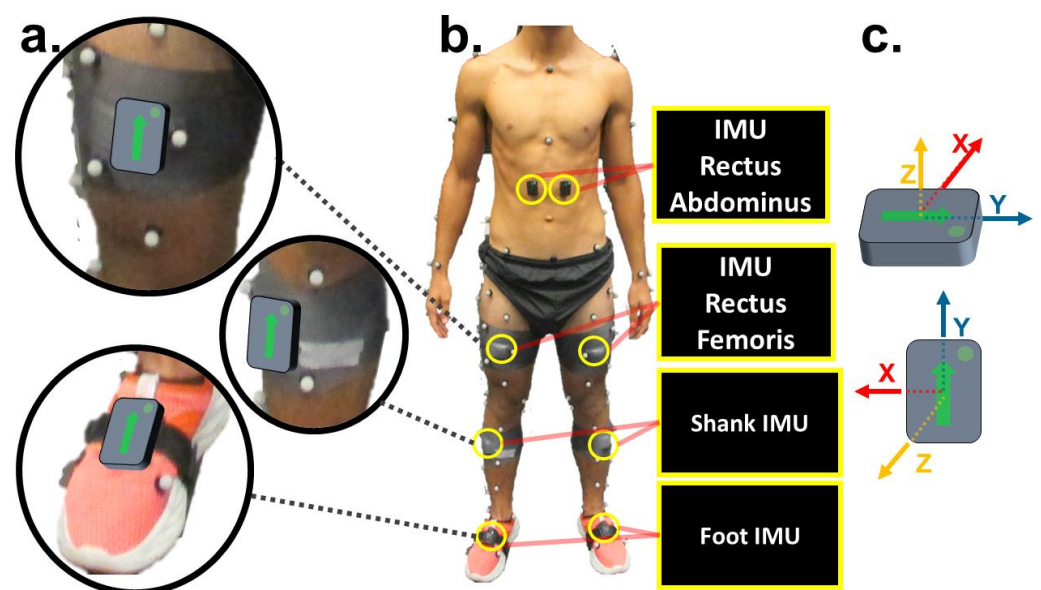 a.
b.
c.
IMU
Rectus
Abdominus
IMU
Rectus
Femoris
Shank IMU
Foot IMU
X
Z
Y
Y
X
Z